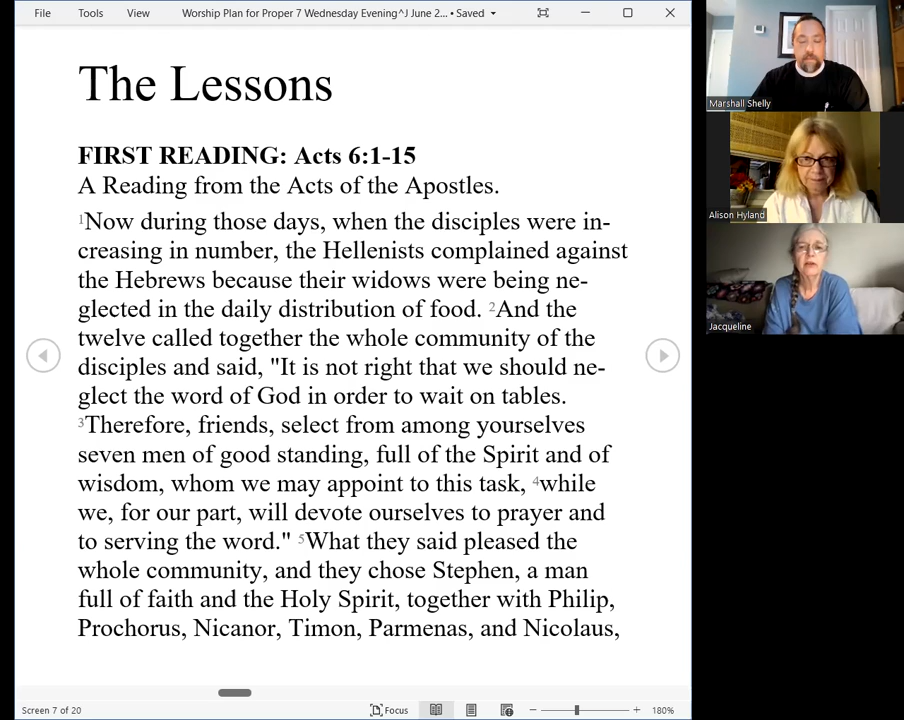 File Tools View Worship Plan for Proper 7 Wednesday Evening^J June 2... • Saved
The Lessons
FIRST READING: Acts 6:1-15
A Reading from the Acts of the Apostles.
1Now during those days, when the disciples were in-
creasing in number, the Hellenists complained against
the Hebrews because their widows were being ne-
glected in the daily distribution of food. 2And the
twelve called together the whole community of the
disciples and said, "It is not right that we should ne-
glect the word of God in order to wait on tables.
3Therefore, friends, select from among yourselves
seven men of good standing, full of the Spirit and of
wisdom, whom we may appoint to this task, 4while
we, for our part, will devote ourselves to prayer and
to serving the word." 5What they said pleased the
whole community, and they chose Stephen, a man
full of faith and the Holy Spirit, together with Philip,
Prochorus, Nicanor, Timon, Parmenas, and Nicolaus,
Screen 7 of 20 Focus 180%
Marshall Shelly
Alison Hyland
Jacqueline